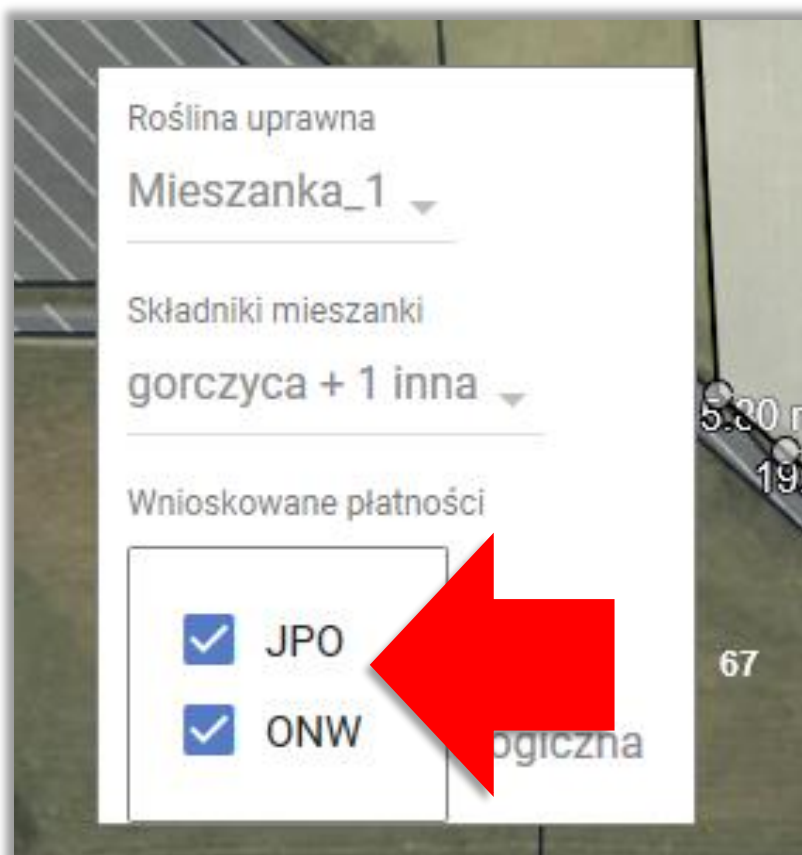 Roślina uprawna
Mieszanka_1
Składniki mieszanki
gorczyca + 1 inna
Wnioskowane płatności
JPO
ONW
67